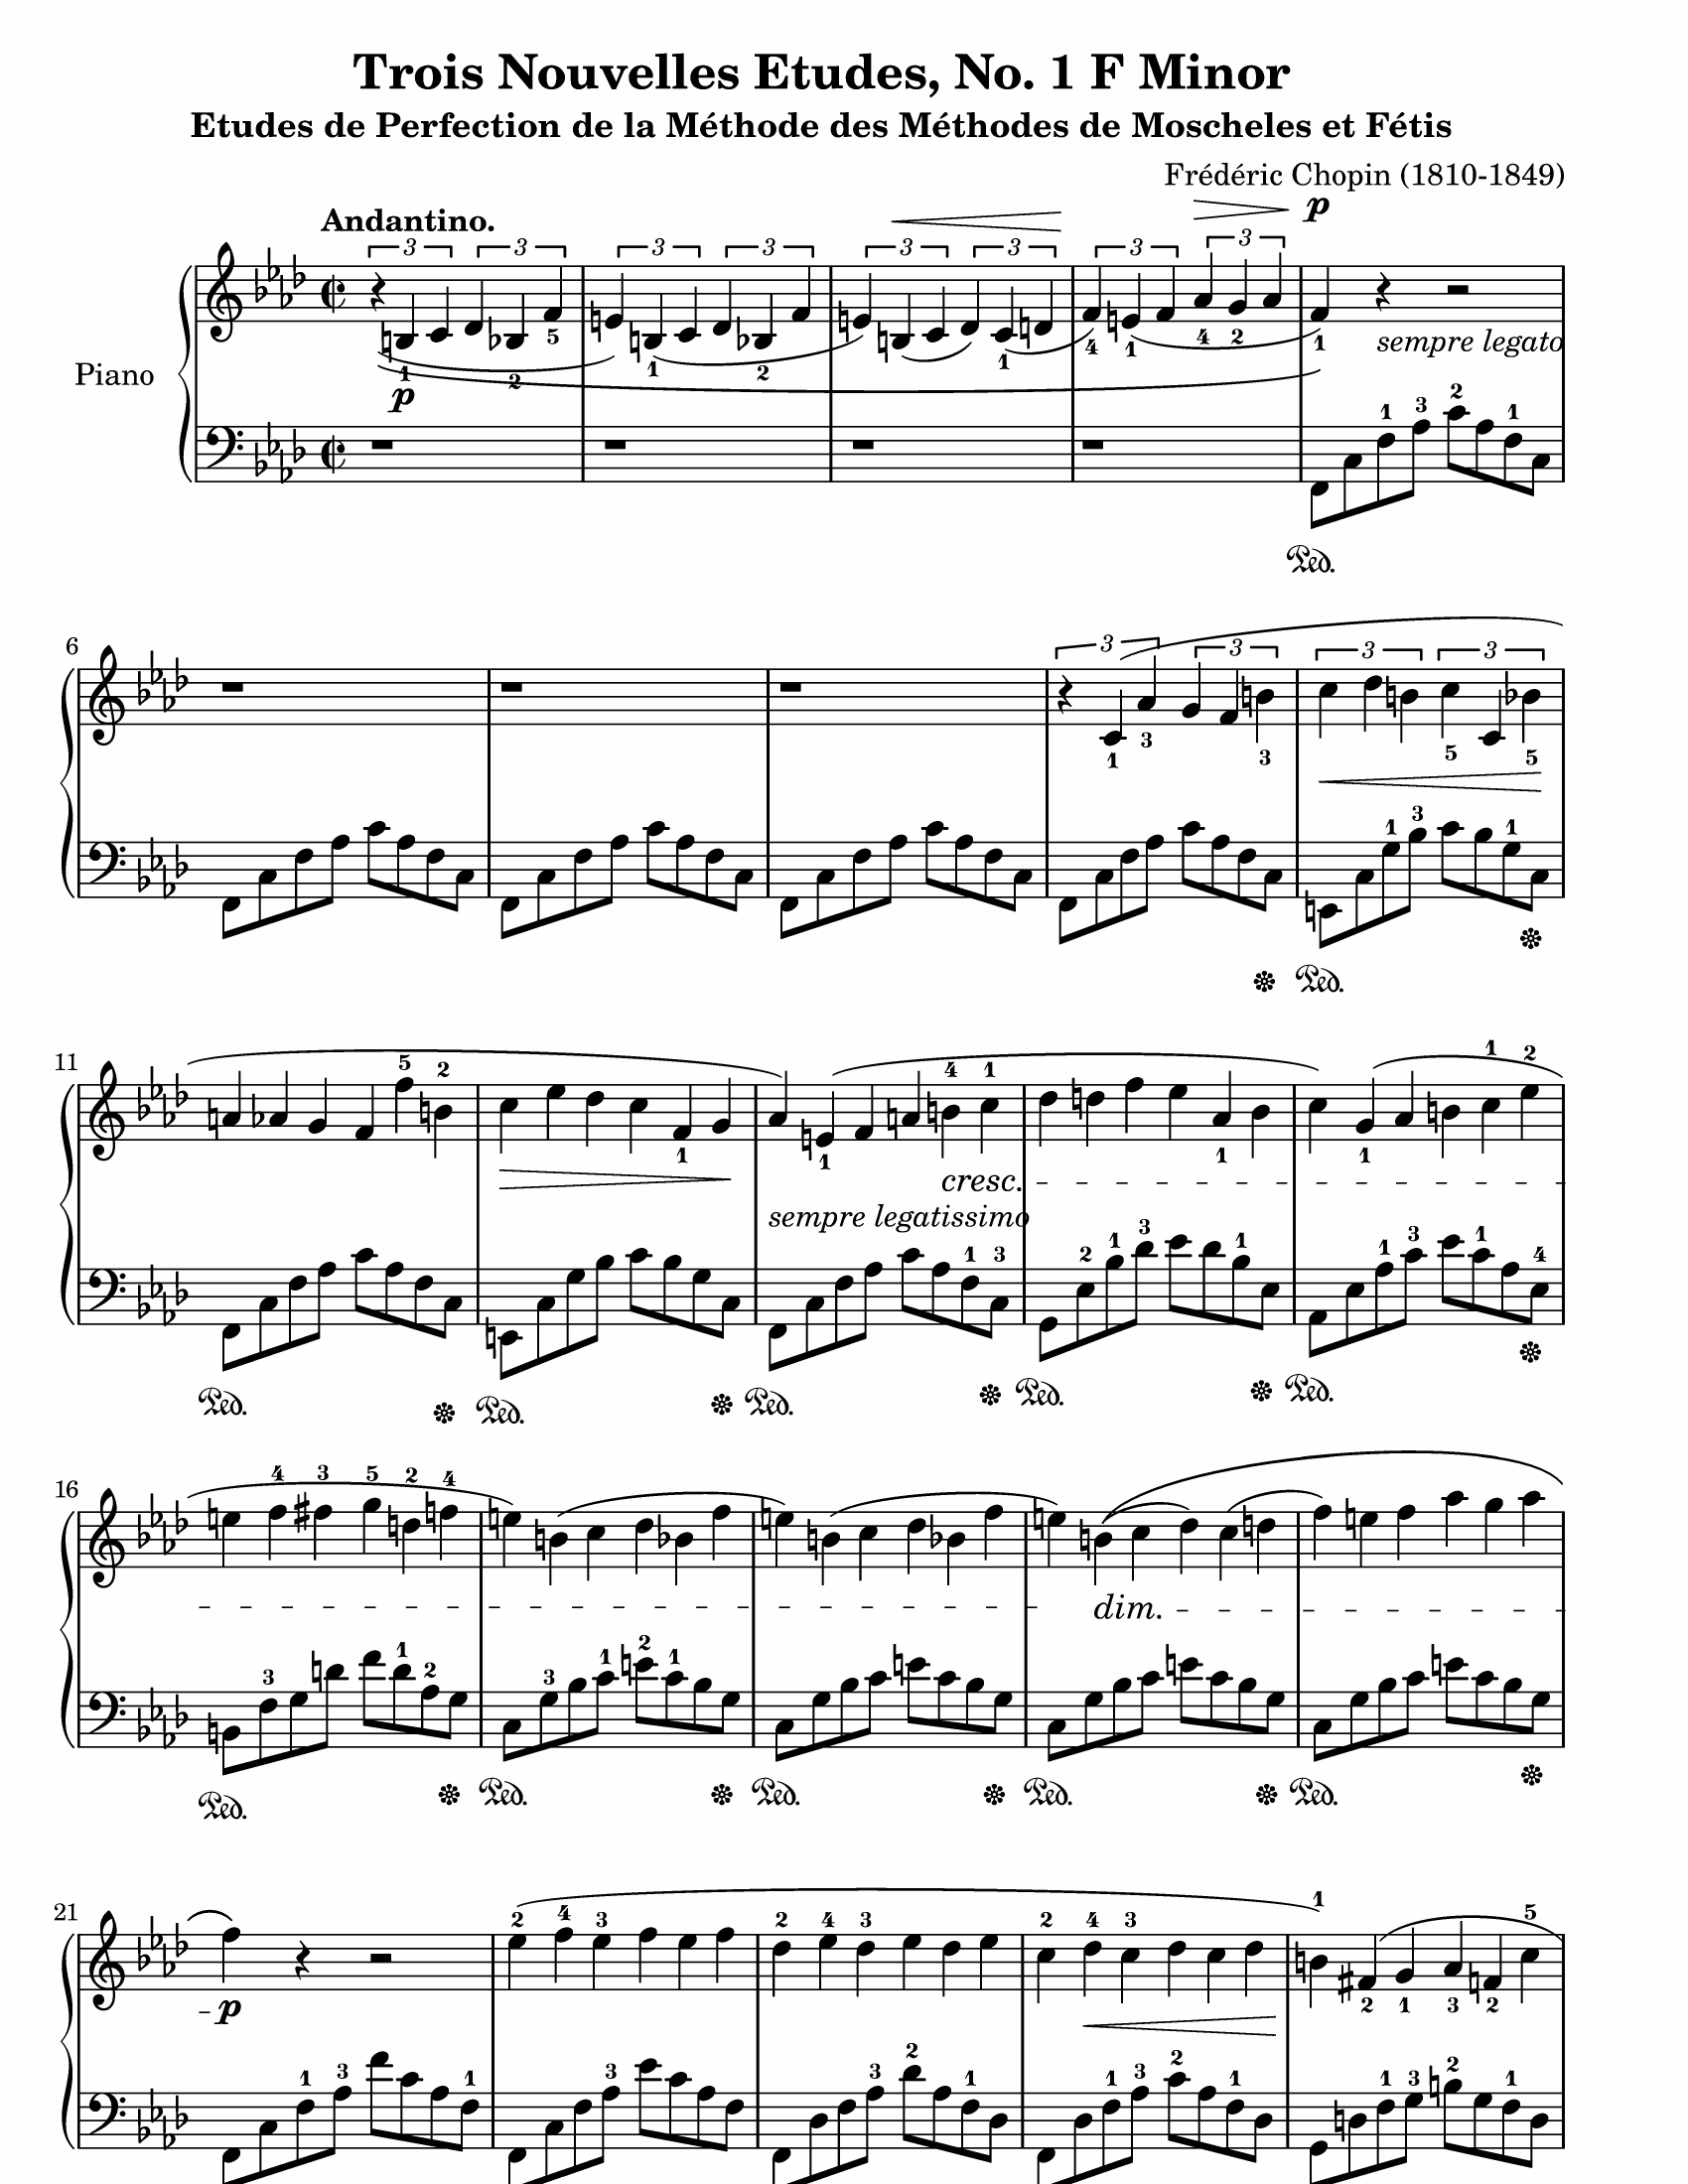 Trois Nouvelles Etudes, No. 1 F Minor
Etudes de Perfection de la Méthode des Méthodes de Moscheles et Fétis
Frédéric Chopin (1810-1849)
Andantino.
3 3 3 3 3 3 3 3
p
Piano
1 2 5 1 2 1 4 1 4 2 1
p
sempre legato
1 3 2 1
Ped.
6
3 3 3 3
1 3 3 5 5
1 3 1
Ped.
11
5 2 4 1 1 2
1 1 1 1
cresc.
sempre legatissimo
1 3 2 1 3 1 1 3 1 4
Ped. Ped. Ped. Ped. Ped.
16
4 3 5 2 4
dim.
3 1 2 3 1 2 1
Ped. Ped. Ped. Ped. Ped.
21
2 4 3 2 4 3 2 4 3 1 5
2 1 3 2
p
1 3 1 3 3 2 1 1 3 2 1 1 3 2 1